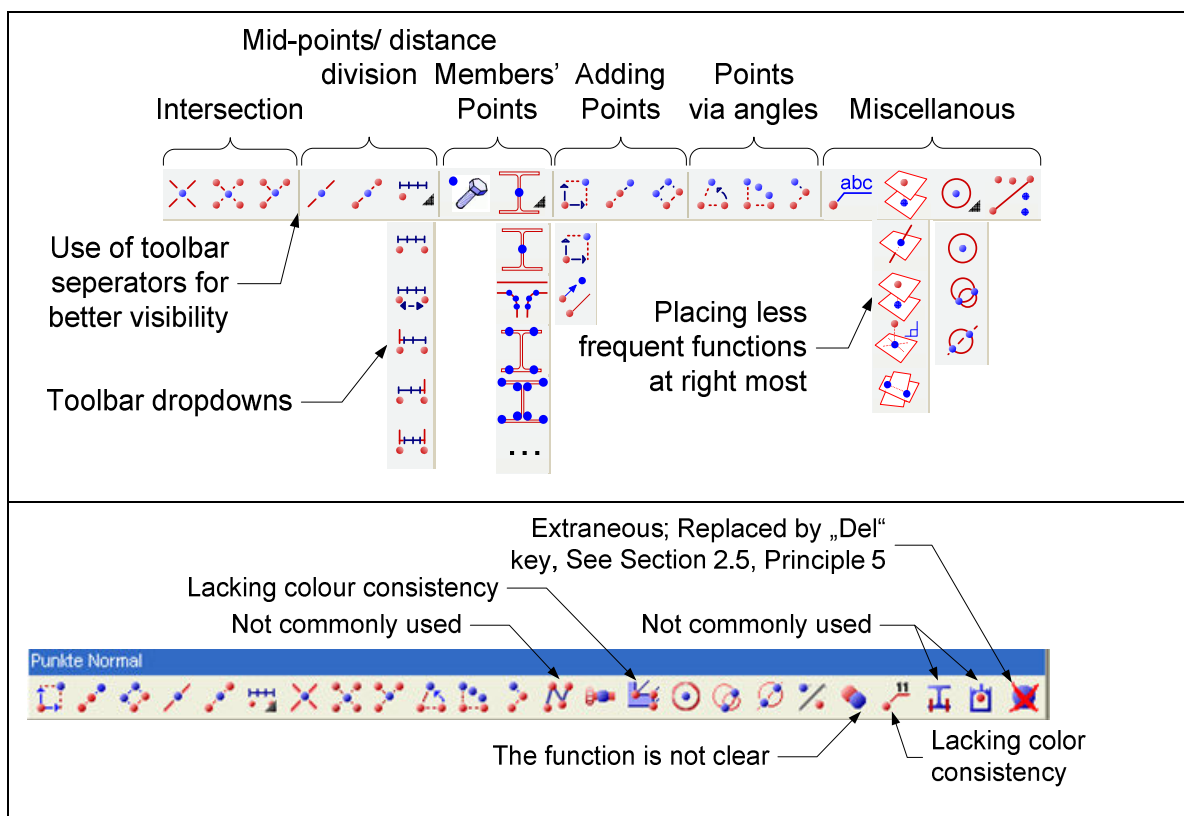 Mid-points/ distance
division
Members'
Points
Adding
Points
Points
via angles
Intersection
Miscellanous
abc
Use of toolbar
seperators for
better visibility
Placing less
frequent functions
at right most
Toolbar dropdowns
...
Extraneous; Replaced by „Del“
key, See Section 2.5, Principle 5
Lacking colour consistency
Not commonly used
Not commonly used
Punkte Normal
11
The function is not clear
Lacking color
consistency